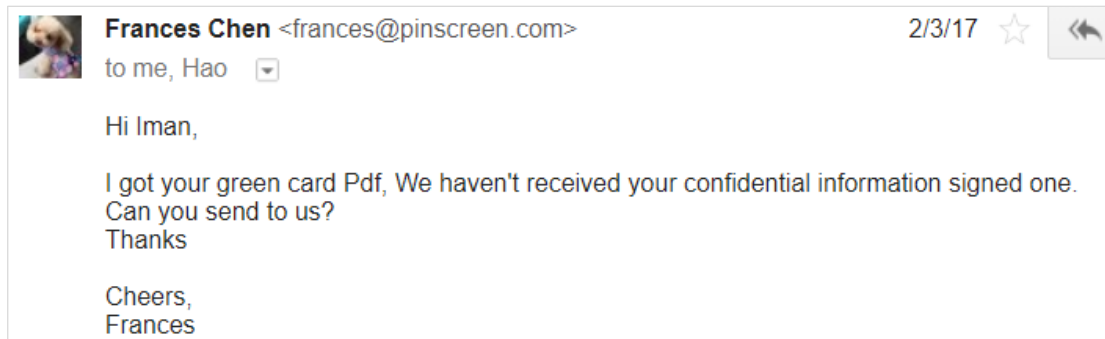 Frances Chen <frances@pinscreen.com> 2/3/17
to me, Hao
Hi Iman,
I got your green card Pdf, We haven't received your confidential information signed one.
Can you send to us?
Thanks
Cheers,
Frances